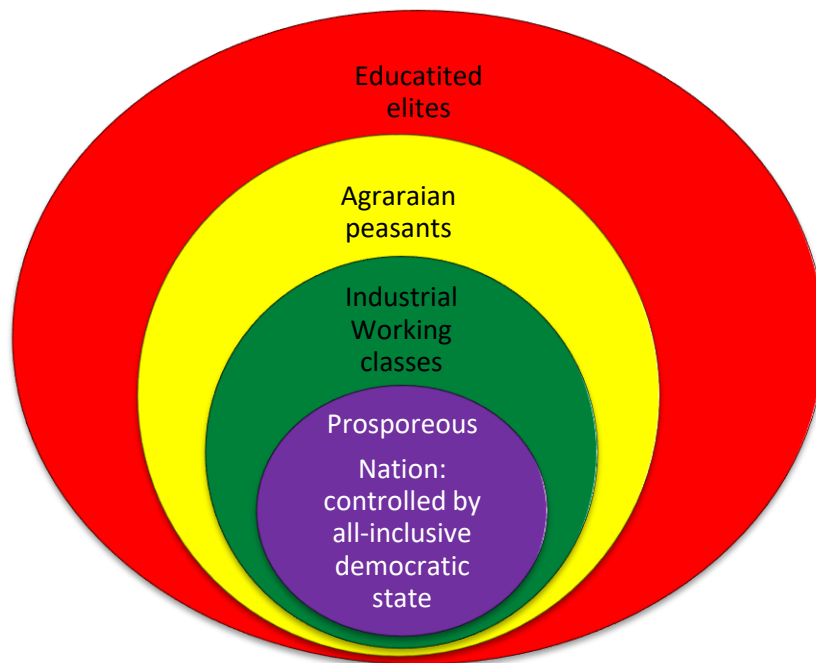 Educatited
elites
Agraraian
peasants
Industrial
Working
classes
Prosporeous
Nation:
controlled by
all-inclusive
democratic
state